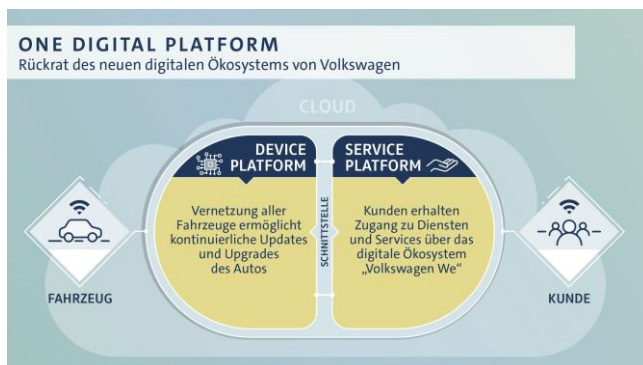 ONE DIGITAL PLATFORM
Rückrat des neuen digitalen Ökosystems von Volkswagen
CLOUD
DEVICE
PLATFORM
Vernetzung aller
Fahrzeuge ermöglicht
kontinuierliche Updates
und Upgrades
des Autos
SCHNITTSTELLE
SERVICE
PLATFORM
Kunden erhalten
Zugang zu Diensten
und Services über das
digitale Ökosystem
„Volkswagen We“
FAHRZEUG
KUNDE